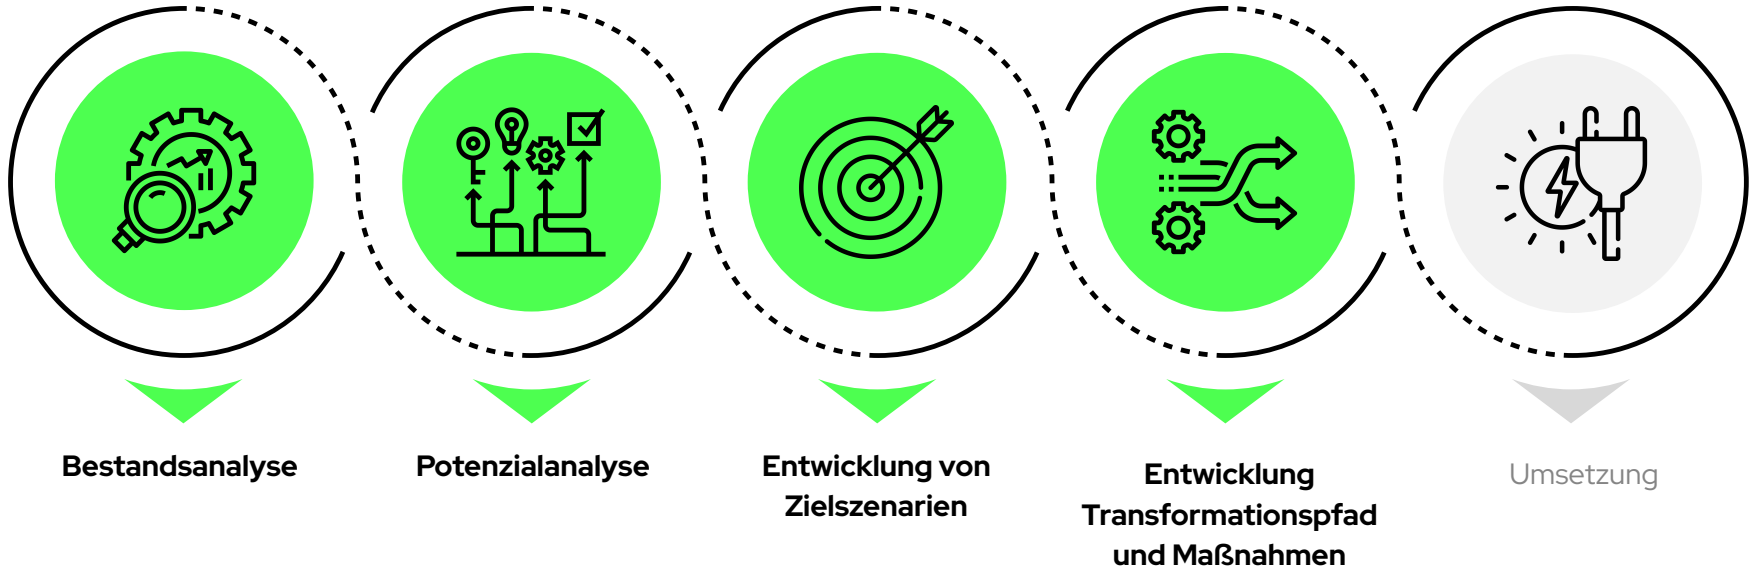 Bestandsanalyse
Potenzialanalyse
Entwicklung von
Zielszenarien
Entwicklung
Transformationspfad
und Maßnahmen
Umsetzung